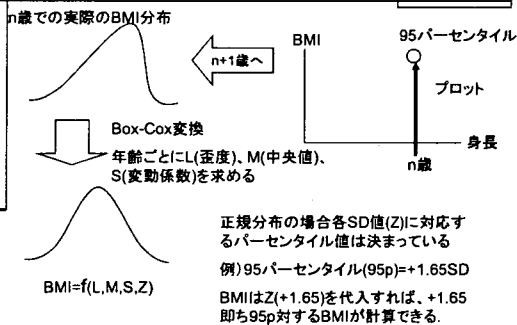 n歳での実際のBMI分布
n+1歳へ
BMI
95パーセンタイル
プロット
身長
n歳
Box-Cox変換
年齢ごとにL(歪度)、M(中央値)、
S(変動係数)を求める
BMI=f(L,M,S,Z)
正規分布の場合各SD値(Z)に対応す
るパーセンタイル値は決まっている
例）95パーセンタイル(95p)=+1.65SD
BMIはZ(+1.65)を代入すれば、+1.65
即ち95p対するBMIが計算できる.